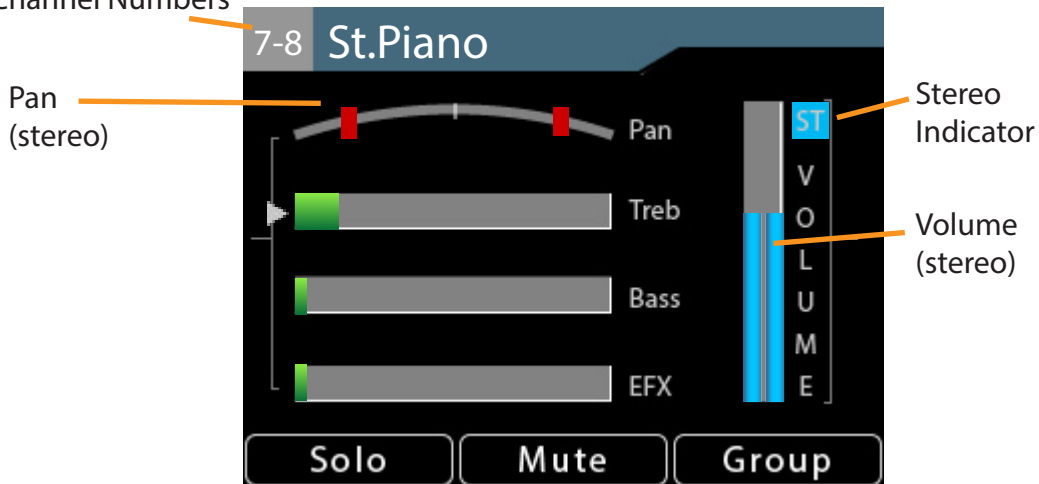 Numbers
7-8 St.Piano
Pan
(stereo)
Pan
Treb
Bass
EFX
ST
V
O
L
U
M
E
Stereo
Indicator
Volume
(stereo)
Solo Mute Group